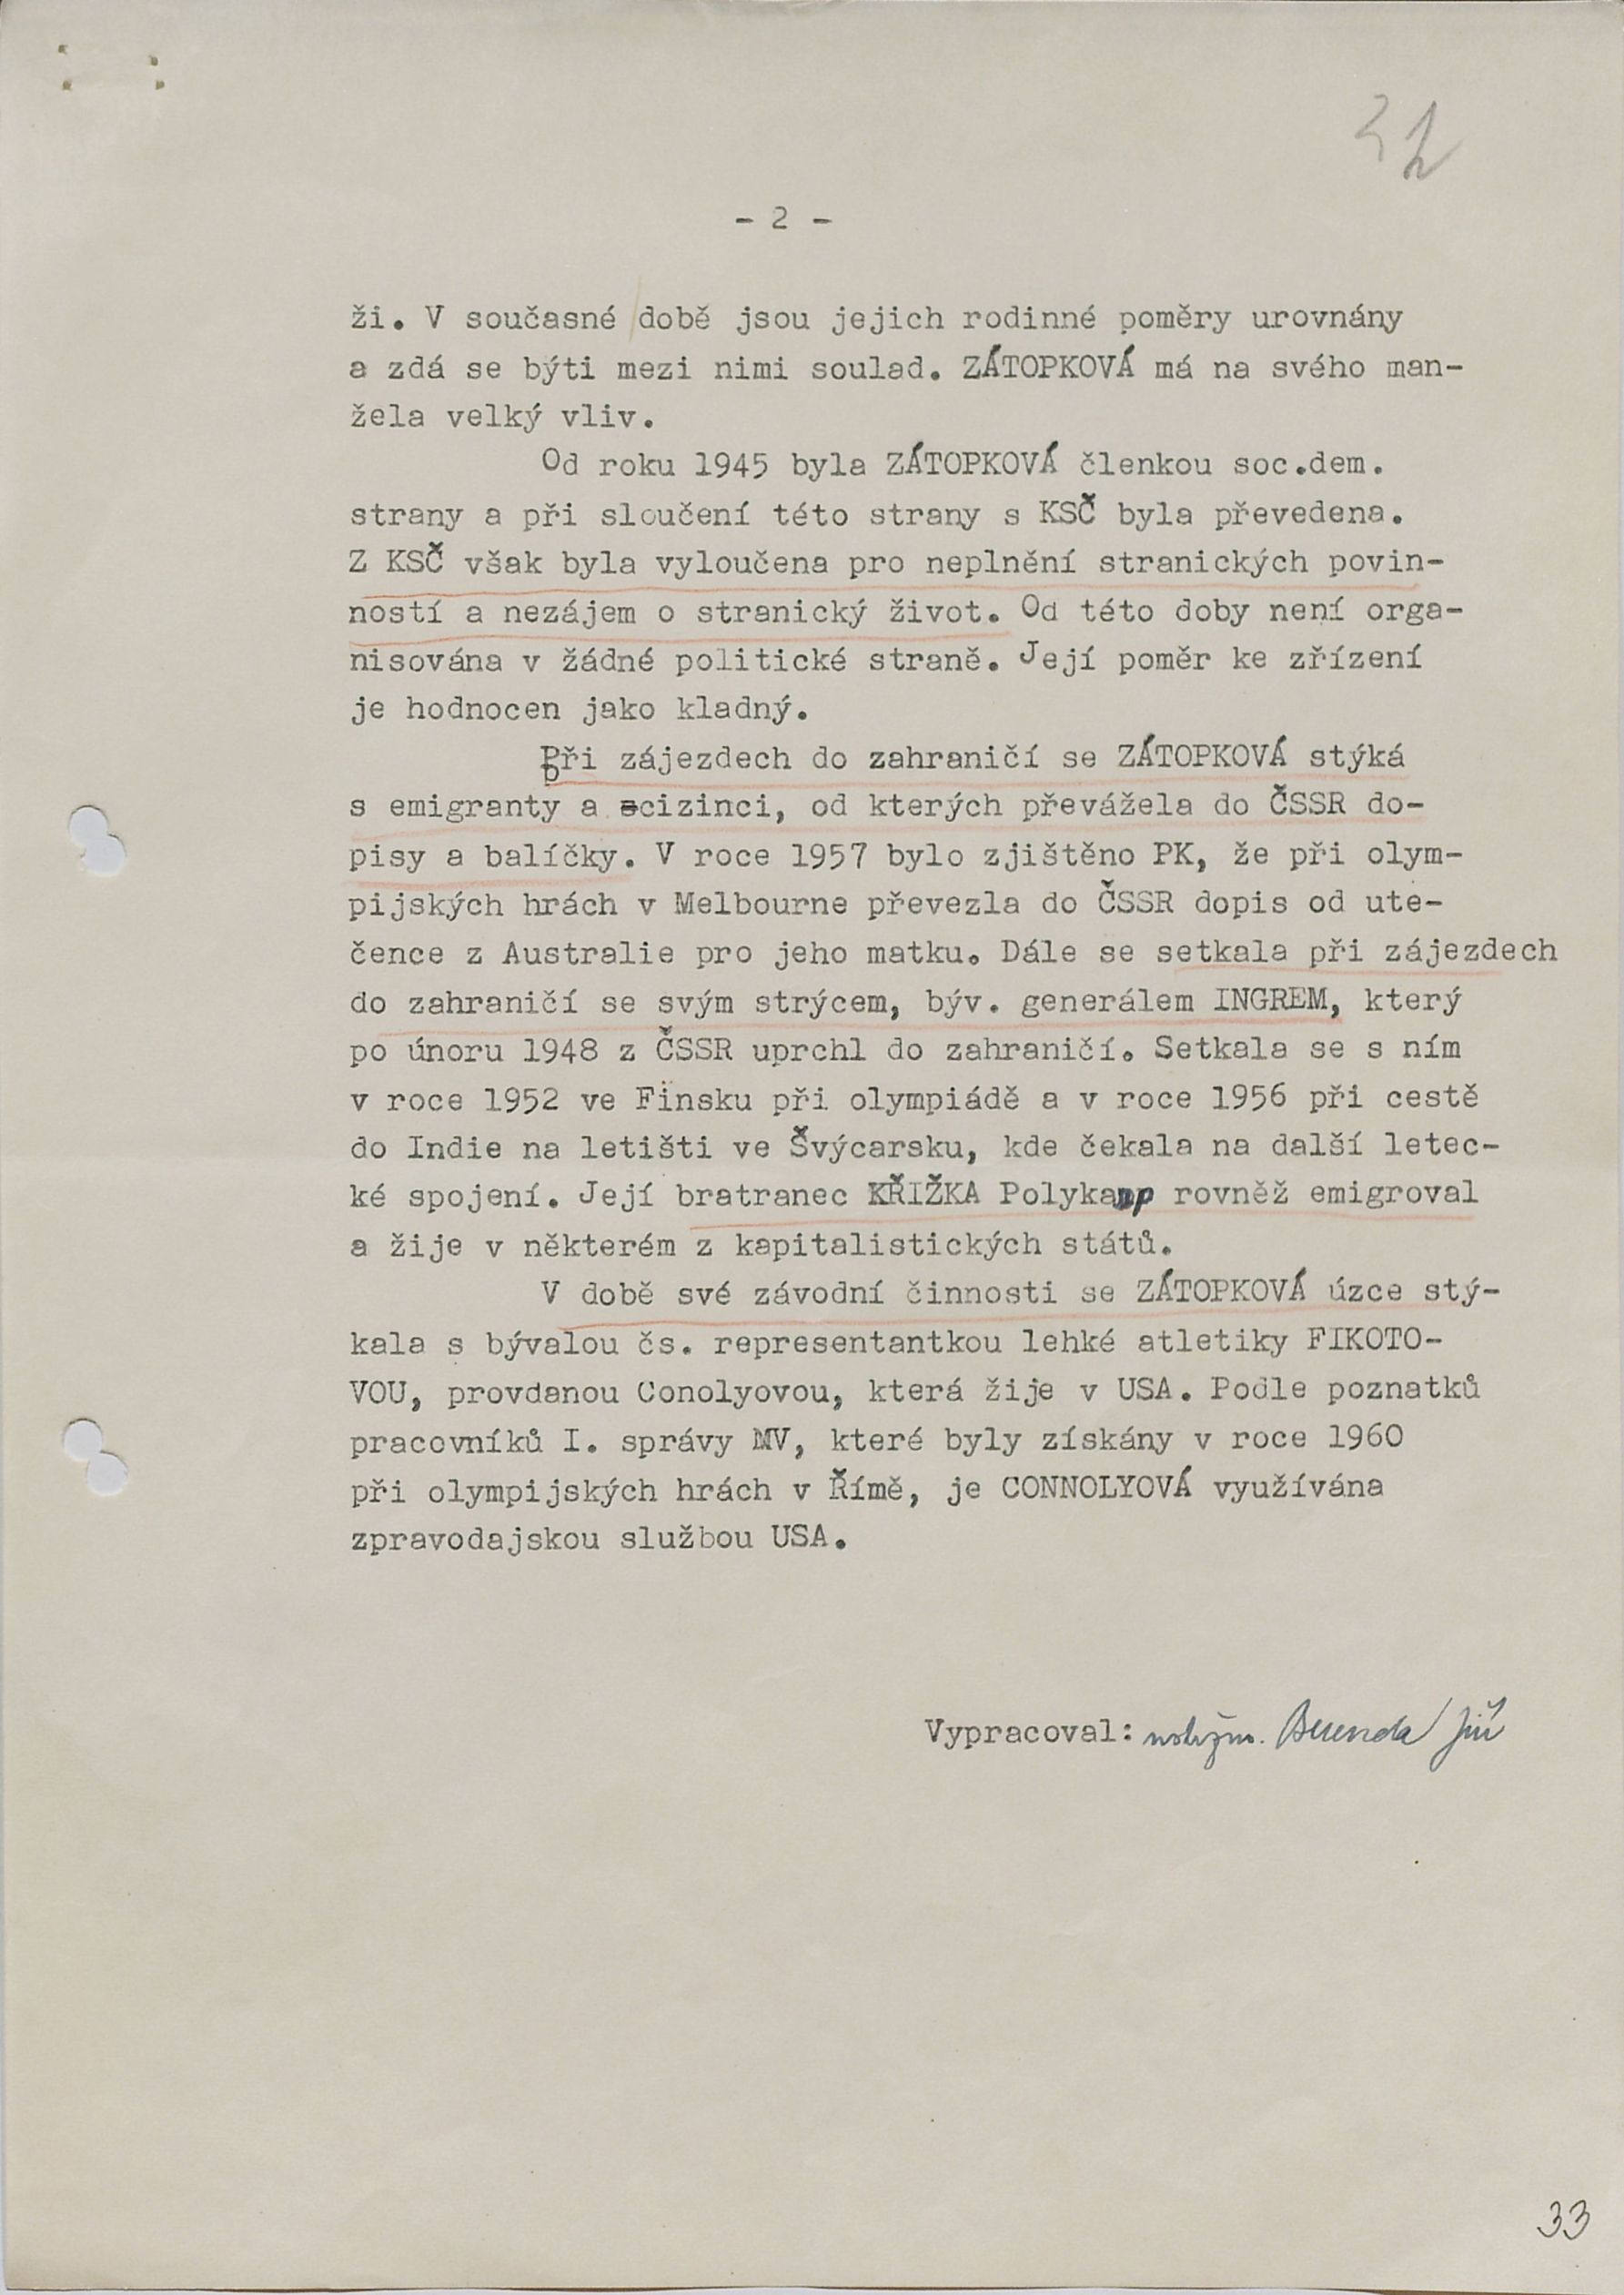 32
- 2 -
ži. V současné době jsou jejich rodinné poměry urovnány
a zdá se býti mezi nimi soulad. ZÁTOPKOVÁ má na svého man-
žela velký vliv.
Od roku 1945 byla ZÁTOPKOVÁ členkou soc.dem.
strany a při sloučení této strany s KSČ byla převedena.
Z KSČ však byla vyloučena pro neplnění stranických povin-
ností a nezájem o stranický život. Od této doby není orga-
nisována v žádné politické straně. Její poměr ke zřízení
je hodnocen jako kladný.
Při zájezdech do zahraničí se ZÁTOPKOVÁ stýká
s emigranty a cizinci, od kterých převážela do ČSSR do-
pisy a balíčky. V roce 1957 bylo zjištěno PK, že při olym-
pijských hrách v Melbourne převezla do ČSSR dopis od ute-
čence z Australie pro jeho matku. Dále se setkala při zájezdech
do zahraničí se svým strýcem, býv. generálem INGREM, který
po únoru 1948 z ČSSR uprchl do zahraničí. Setkala se s ním
v roce 1952 ve Finsku při olympiádě a v roce 1956 při cestě
do Indie na letišti ve Švýcarsku, kde čekala na další letec-
ké spojení. Její bratranec KŘIŽKA Polykarp rovněž emigroval
a žije v některém z kapitalistických států.
V době své závodní činnosti se ZÁTOPKOVÁ úzce stý-
kala s bývalou čs. representantkou lehké atletiky FIKOTO-
VOU, provdanou Conolyovou, která žije v USA. Podle poznatků
pracovníků I. správy MV, které byly získány v roce 1960
při olympijských hrách v Římě, je CONNOLYOVÁ využívána
zpravodajskou službou USA.
Vypracoval: Jiří
33